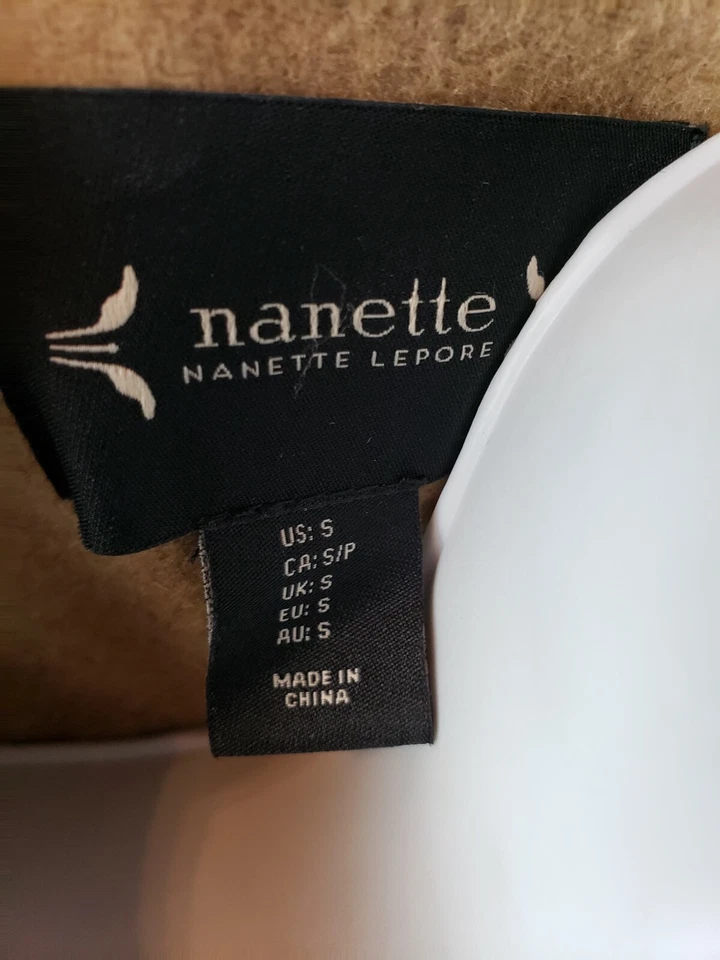 nanette
NANETTE LEPORE
US: S
CA: S/P
UK: S
EU: S
AU: S
MADE IN
CHINA